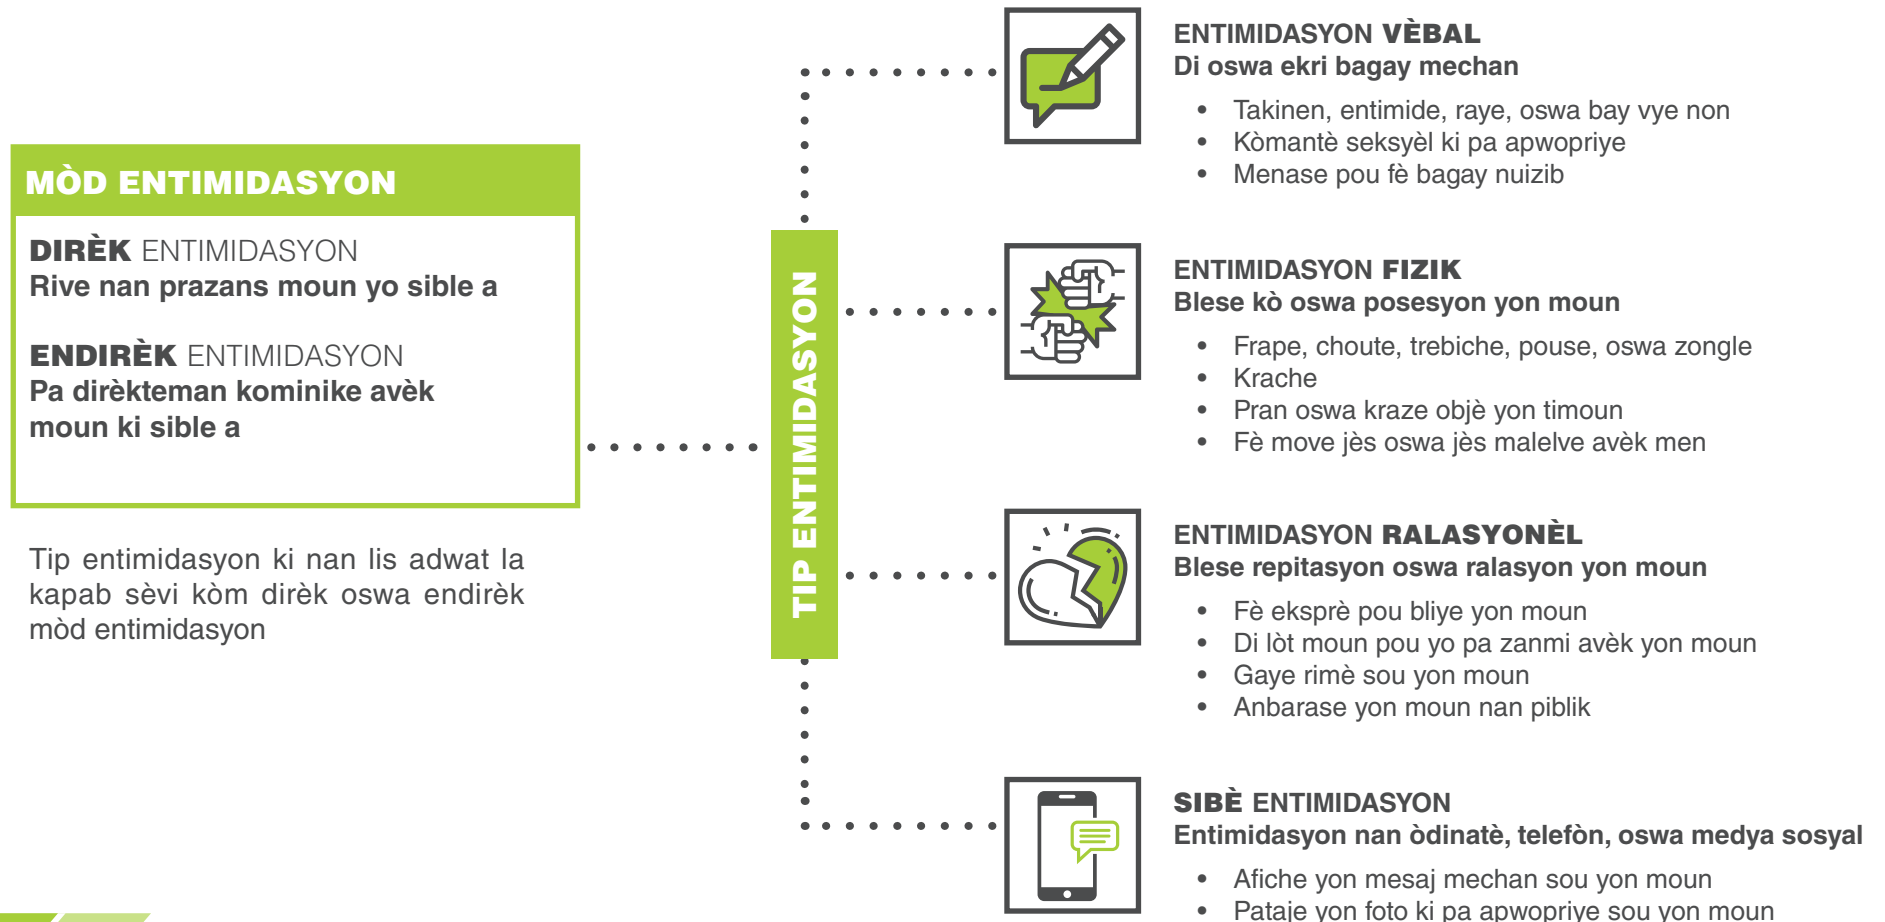 MÒD ENTIMIDASYON
DIRÈK ENTIMIDASYON
Rive nan prazans moun yo sible a
ENDIRÈK ENTIMIDASYON
Pa dirèkteman kominike avèk
moun ki sible a
Tip entimidasyon ki nan lis adwat la
kapab sèvi kòm dirèk oswa endirèk
mòd entimidasyon
TIP ENTIMIDASYON
ENTIMIDASYON VÈBAL
Di oswa ekri bagay mechan
• Takinen, entimide, raye, oswa bay vye non
• Kòmantè seksyèl ki pa apwopriye
• Menase pou fè bagay nuizib
ENTIMIDASYON FIZIK
Blese kò oswa posesyon yon moun
• Frape, choute, trebiche, pouse, oswa zongle
• Krache
• Pran oswa kraze objè yon timoun
• Fè move jès oswa jès malelve avèk men
ENTIMIDASYON RALASYONÈL
Blese repitasyon oswa ralasyon yon moun
• Fè eksprè pou bliye yon moun
• Di lòt moun pou yo pa zanmi avèk yon moun
• Gaye rimè sou yon moun
• Anbarase yon moun nan piblik
SIBÈ ENTIMIDASYON
Entimidasyon nan òdinatè, telefòn, oswa medya sosyal
• Afiche yon mesaj mechan sou yon moun
• Pataje yon foto ki pa apwopriye sou yon moun